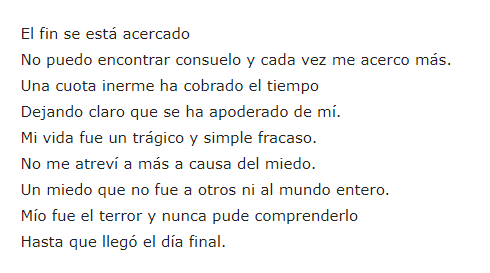 El fin se está acercado
No puedo encontrar consuelo y cada vez me acerco más.
Una cuota inerme ha cobrado el tiempo
Dejando claro que se ha apoderado de mí.
Mi vida fue un trágico y simple fracaso.
No me atreví a más a causa del miedo.
Un miedo que no fue a otros ni al mundo entero.
Mío fue el terror y nunca pude comprenderlo
Hasta que llegó el día final.